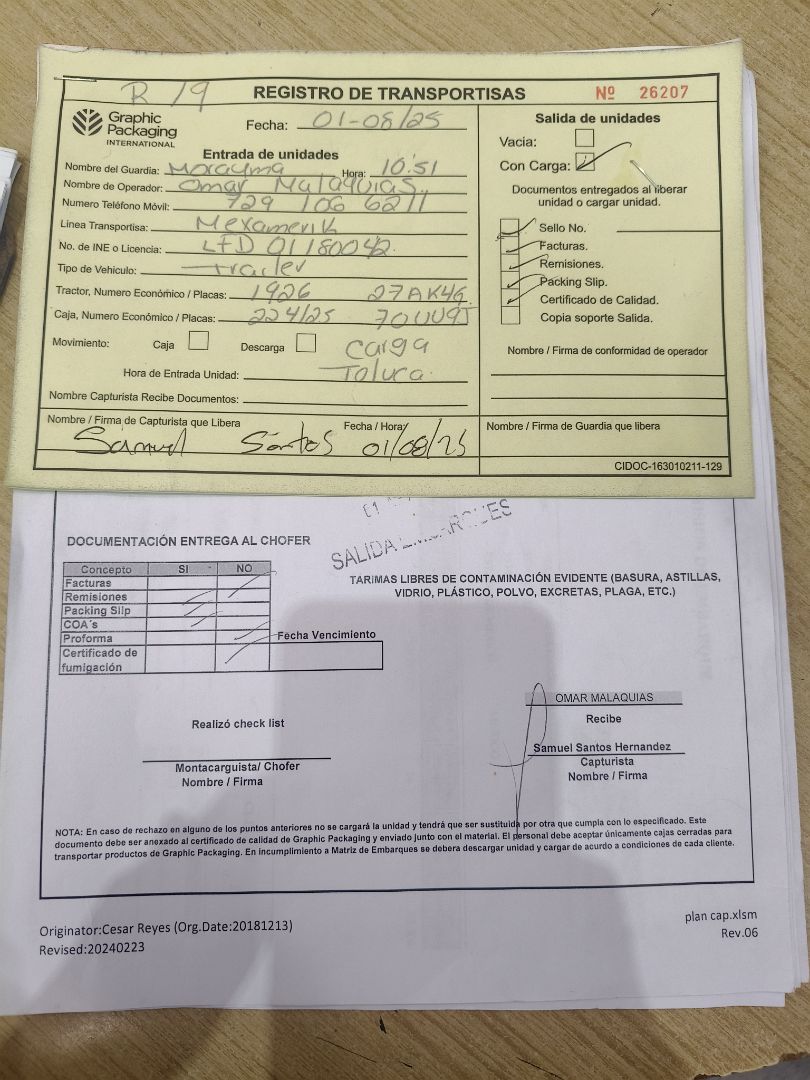 R 19
REGISTRO DE TRANSPORTISAS Nº 26207
Graphic
Packaging
INTERNATIONAL
Fecha: 01-08/25
Entrada de unidades
Nombre del Guardia: Morayma Hora: 10:51
Nombre de Operador: Omar Malaquias.
Numero Teléfono Móvil: 729 106 6211
Linea Transportisa: Mexamerik
No. de INE o Licencia: LFD 01180042.
Tipo de Vehiculo: Trailer
Tractor, Numero Económico / Placas: 1926 27AK4G
Caja, Numero Económico / Placas: 224/25 70UU9J
Movimiento: Caja Descarga Carga
Hora de Entrada Unidad: Toluca.
Nombre Capturista Recibe Documentos:
Nombre / Firma de Capturista que Libera Fecha / Hora:
Samuel Santos 01/08/25
Salida de unidades
Vacia:
Con Carga:
Documentos entregados al liberar
unidad o cargar unidad.
Sello No.
Facturas.
Remisiones.
Packing Slip.
Certificado de Calidad.
Copia soporte Salida.
Nombre / Firma de conformidad de operador
Nombre / Firma de Guardia que libera
CIDOC-163010211-129
SALIDA EMBARQUES
DOCUMENTACIÓN ENTREGA AL CHOFER
Concepto SI NO
Facturas
Remisiones
Packing Silp
COA´s
Proforma
Certificado de
fumigación
Fecha Vencimiento
TARIMAS LIBRES DE CONTAMINACIÓN EVIDENTE (BASURA, ASTILLAS,
VIDRIO, PLÁSTICO, POLVO, EXCRETAS, PLAGA, ETC.)
Realizó check list
Montacarguista/ Chofer
Nombre / Firma
OMAR MALAQUIAS
Recibe
Samuel Santos Hernandez
Capturista
Nombre / Firma
NOTA: En caso de rechazo en alguno de los puntos anteriores no se cargará la unidad y tendrá que ser sustituida por otra que cumpla con lo especificado. Este
documento debe ser anexado al certificado de calidad de Graphic Packaging y enviado junto con el material. El personal debe aceptar únicamente cajas cerradas para
transportar productos de Graphic Packaging. En incumplimiento a Matriz de Embarques se debera descargar unidad y cargar de acuerdo a condiciones de cada cliente.
Originator:Cesar Reyes (Org.Date:20181213)
Revised:20240223
plan cap.xlsm
Rev.06